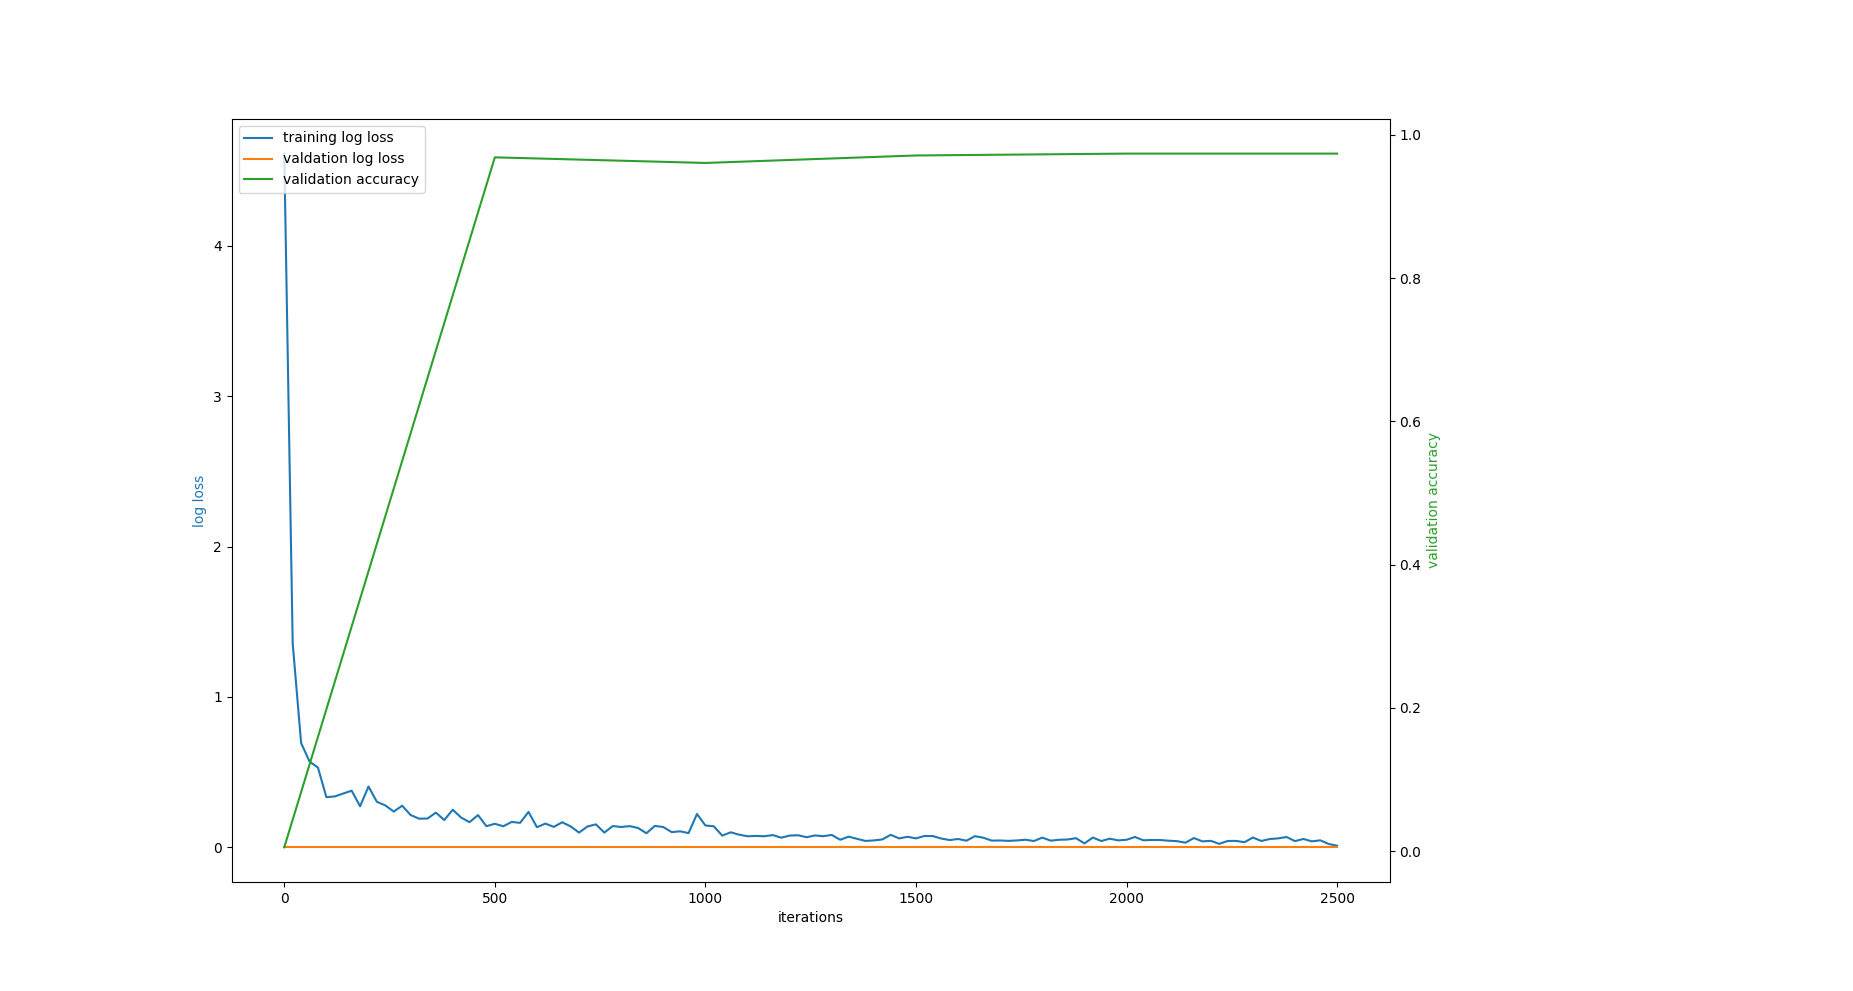 training log loss
valdation log loss
validation accuracy
4
3
2
1
0
log loss
1.0
0.8
0.6
0.4
0.2
0.0
validation accuracy
0 500 1000 1500 2000 2500
iterations